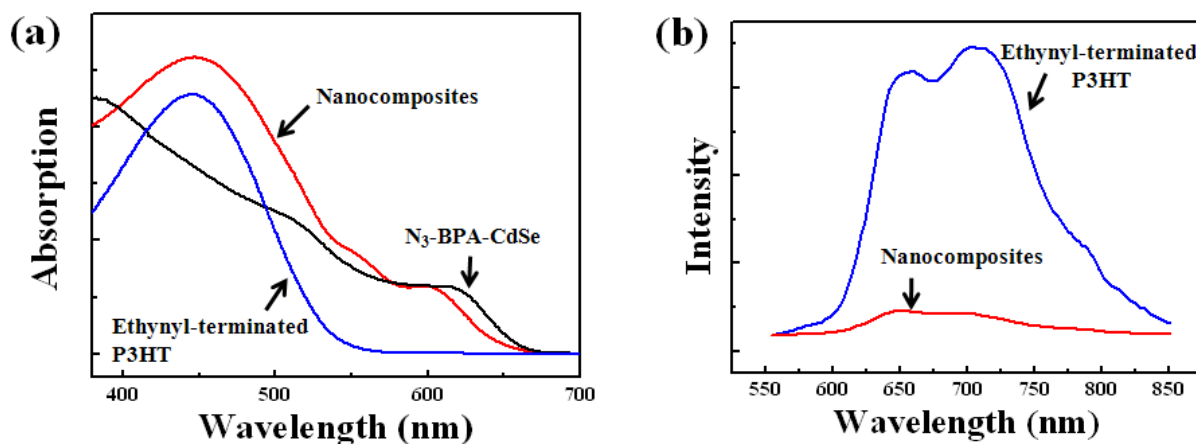 (a)
Absorption
Nanocomposites
N₃-BPA-CdSe
Ethynyl-terminated
P3HT
400
500
600
700
Wavelength (nm)
(b)
Intensity
Ethynyl-terminated
P3HT
Nanocomposites
550
600
650
700
750
800
850
Wavelength (nm)